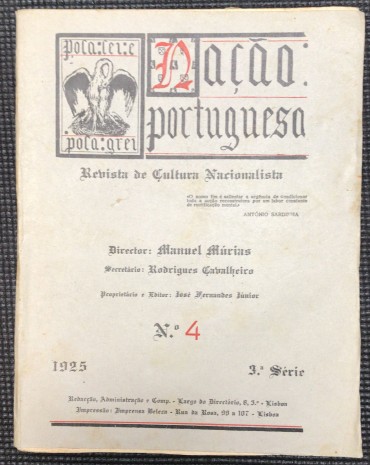 pola:lei:e
pola:grei
Nação:
portuguesa
Revista de Cultura Nacionalista
ANTÓNIO SARDINHA
Director: Manuel Múrias
Secretário: Rodrigues Cavalheiro
Proprietário e Editor: José Fernandes Júnior
N.º 4
1925
3.ª Série
Redacção, Administração e Comp. - Largo do Directório, 8, 3.º - Lisboa
Impressão: Imprensa Beleza - Rua da Rosa, 99 a 107 - Lisboa